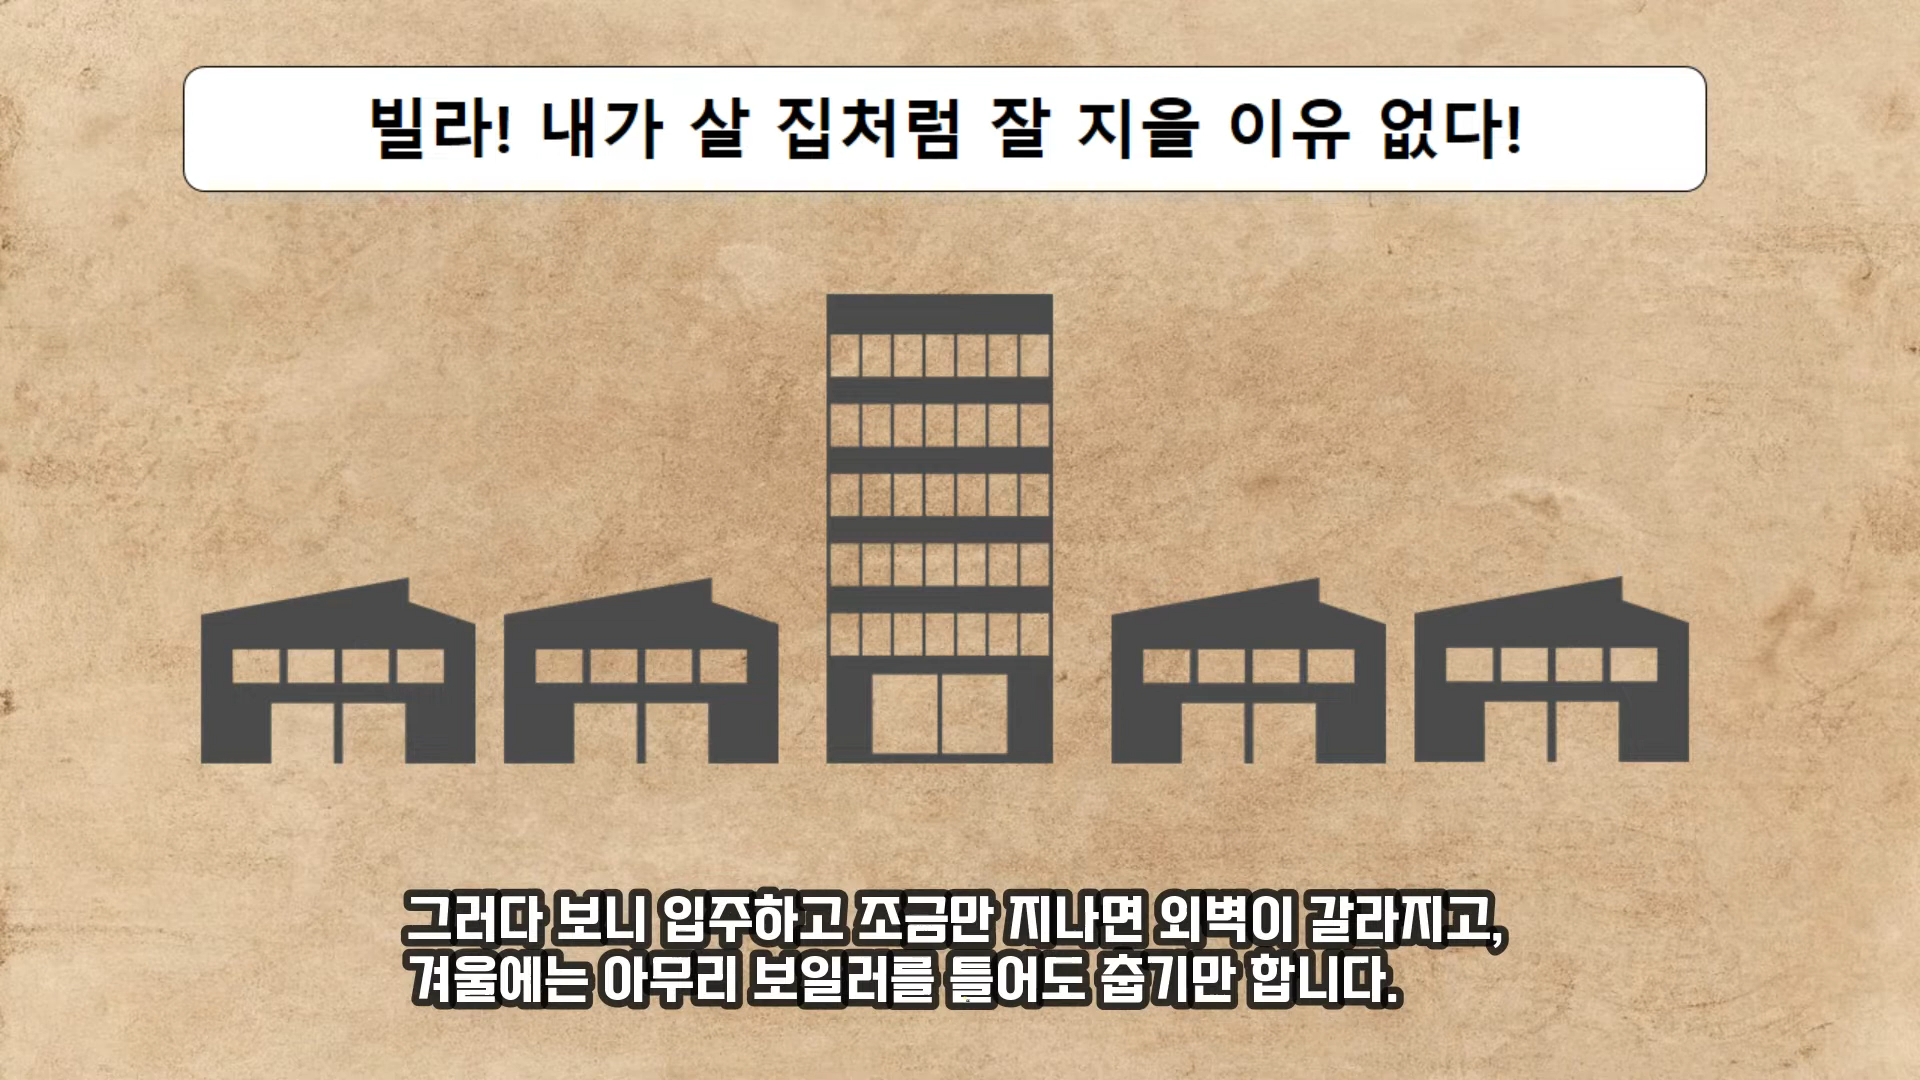 빌라! 내가 살 집처럼 잘 지을 이유 없다!
그러다 보니 입주하고 조금만 지나면 외벽이 갈라지고,
겨울에는 아무리 보일러를 틀어도 춥기만 합니다.